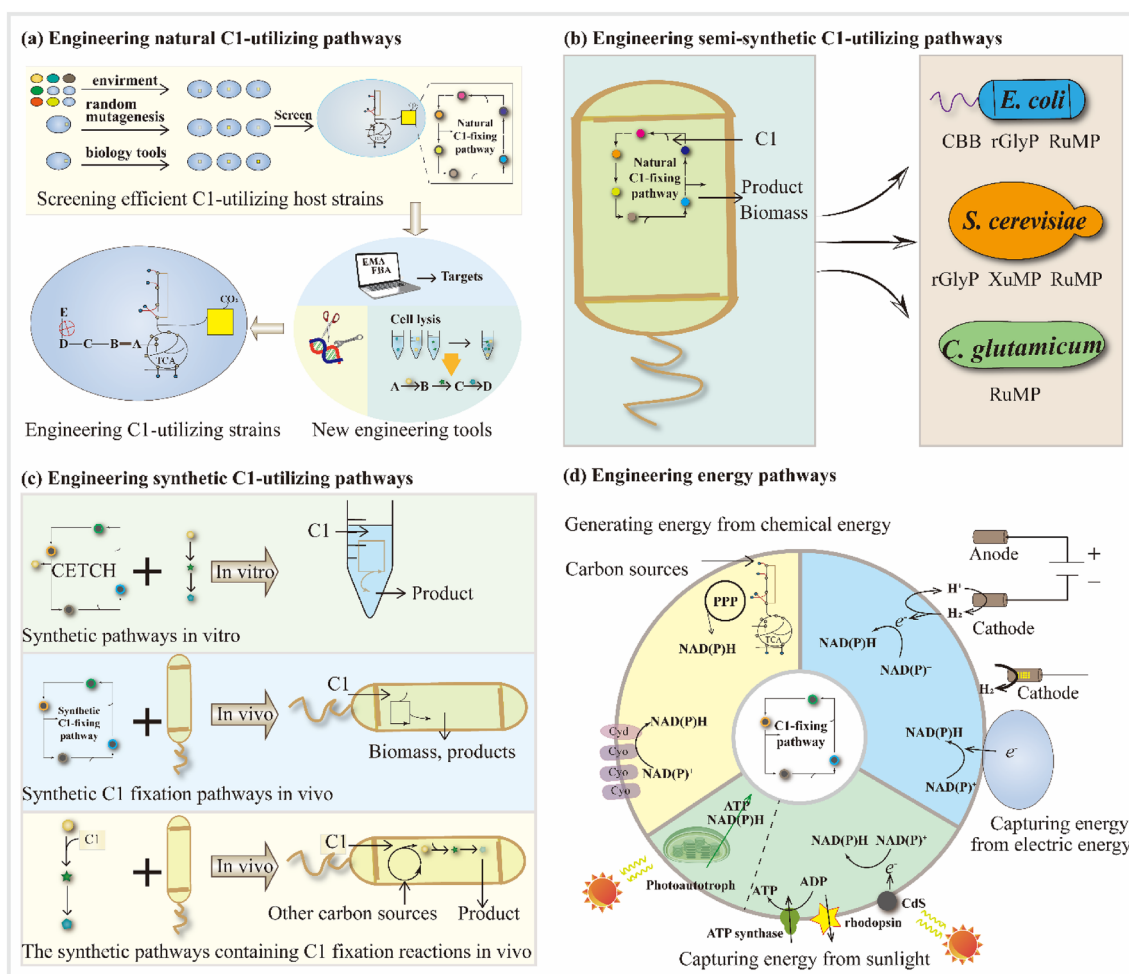 (a) Engineering natural C1-utilizing pathways
envirment
random
mutagenesis
biology tools
Screen
CO₂
TCA
Natural
C1-fixing
pathway
Screening efficient C1-utilizing host strains
EMA
FBA
Targets
Cell lysis
A B C D
E
D C B A
TCA
CO₂
Engineering C1-utilizing strains
New engineering tools
(b) Engineering semi-synthetic C1-utilizing pathways
C1
Natural
C1-fixing
pathway
Product
Biomass
E. coli
CBB rGlyP RuMP
S. cerevisiae
rGlyP XuMP RuMP
C. glutamicum
RuMP
(c) Engineering synthetic C1-utilizing pathways
CETCH
+
In vitro
C1
Product
Synthetic pathways in vitro
Synthetic
C1-fixing
pathway
+
In vivo
C1
Biomass, products
Synthetic C1 fixation pathways in vivo
C1
+
In vivo
C1
Other carbon sources
Product
The synthetic pathways containing C1 fixation reactions in vivo
(d) Engineering energy pathways
Generating energy from chemical energy
Carbon sources
PPP
NAD(P)H
TCA
Cyd
Cyo
Cyo
Cyo
NAD(P)H
NAD(P)⁺
C1-fixing
pathway
Anode
+
−
H⁺
H₂
Cathode
e⁻
NAD(P)H
NAD(P)⁻
H₂
Cathode
NAD(P)H
NAD(P)⁺
e⁻
Capturing energy
from electric energy
ATP
NAD(P)H
Photoautotroph
ATP
ADP
ATP synthase
rhodopsin
NAD(P)H
NAD(P)⁺
e⁻
CdS
Capturing energy from sunlight